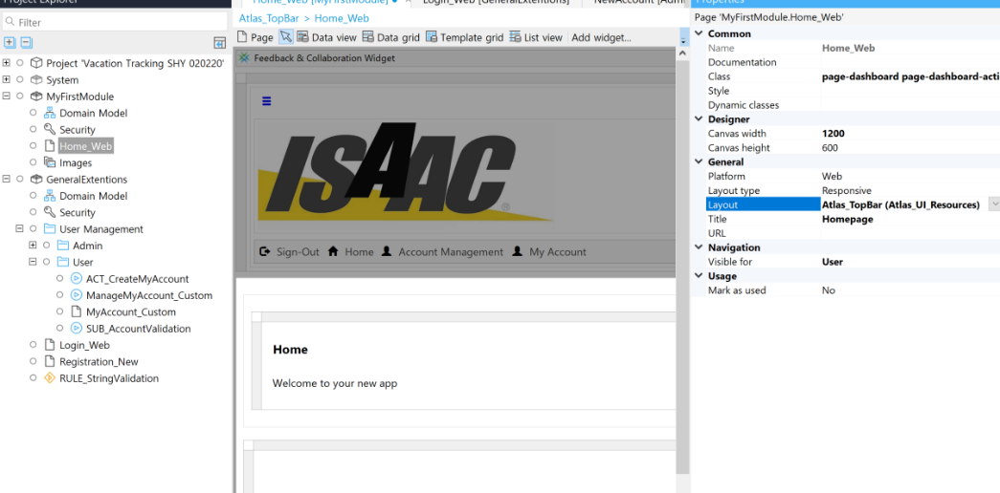 Project Explorer
Filter
Project 'Vacation Tracking SHY 020220'
System
MyFirstModule
Domain Model
Security
Home_Web
Images
GeneralExtentions
Domain Model
Security
User Management
Admin
User
ACT_CreateMyAccount
ManageMyAccount_Custom
MyAccount_Custom
SUB_AccountValidation
Login_Web
Registration_New
RULE_StringValidation
Home_Web [MyFirstModule]
Login_Web [GeneralExtentions]
NewAccount [Admi
Atlas_TopBar > Home_Web
Page Data view Data grid Template grid List view Add widget...
Feedback & Collaboration Widget
ISAAC
Sign-Out Home Account Management My Account
Home
Welcome to your new app
Properties
Page 'MyFirstModule.Home_Web'
Common
Name Home_Web
Documentation
Class page-dashboard page-dashboard-acti
Style
Dynamic classes
Designer
Canvas width 1200
Canvas height 600
General
Platform Web
Layout type Responsive
Layout Atlas_TopBar (Atlas_UI_Resources)
Title Homepage
URL
Navigation
Visible for User
Usage
Mark as used No